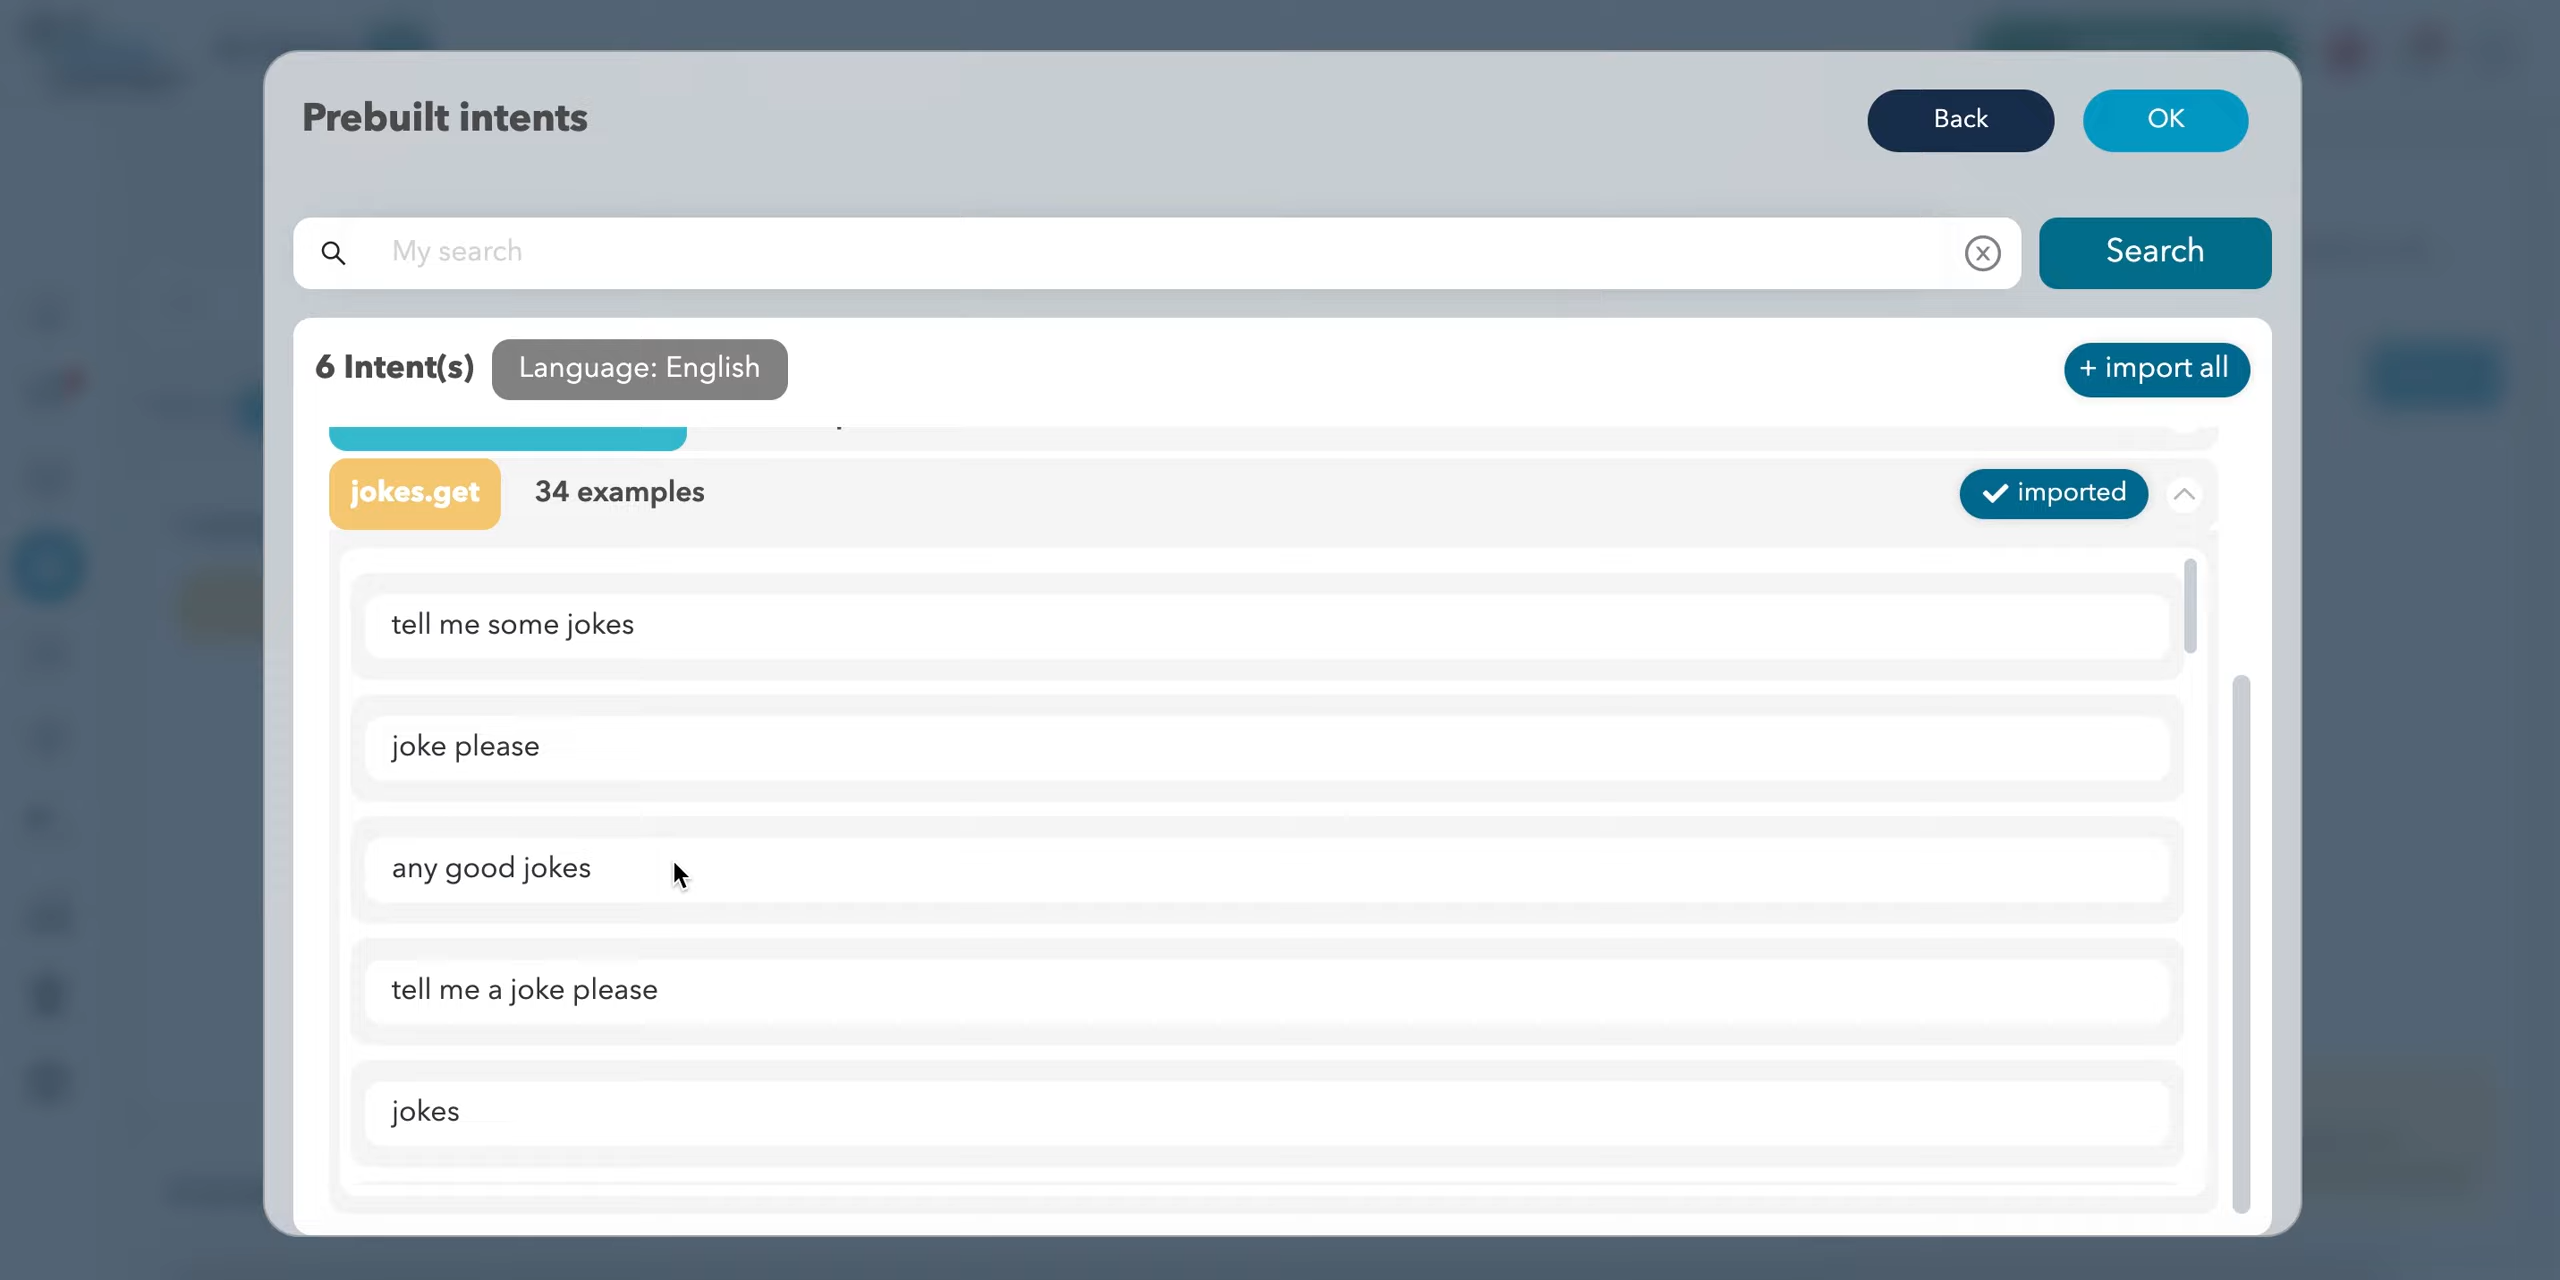 Prebuilt intents
Back
OK
My search
Search
6 Intent(s)
Language: English
+ import all
jokes.get
34 examples
imported
tell me some jokes
joke please
any good jokes
tell me a joke please
jokes